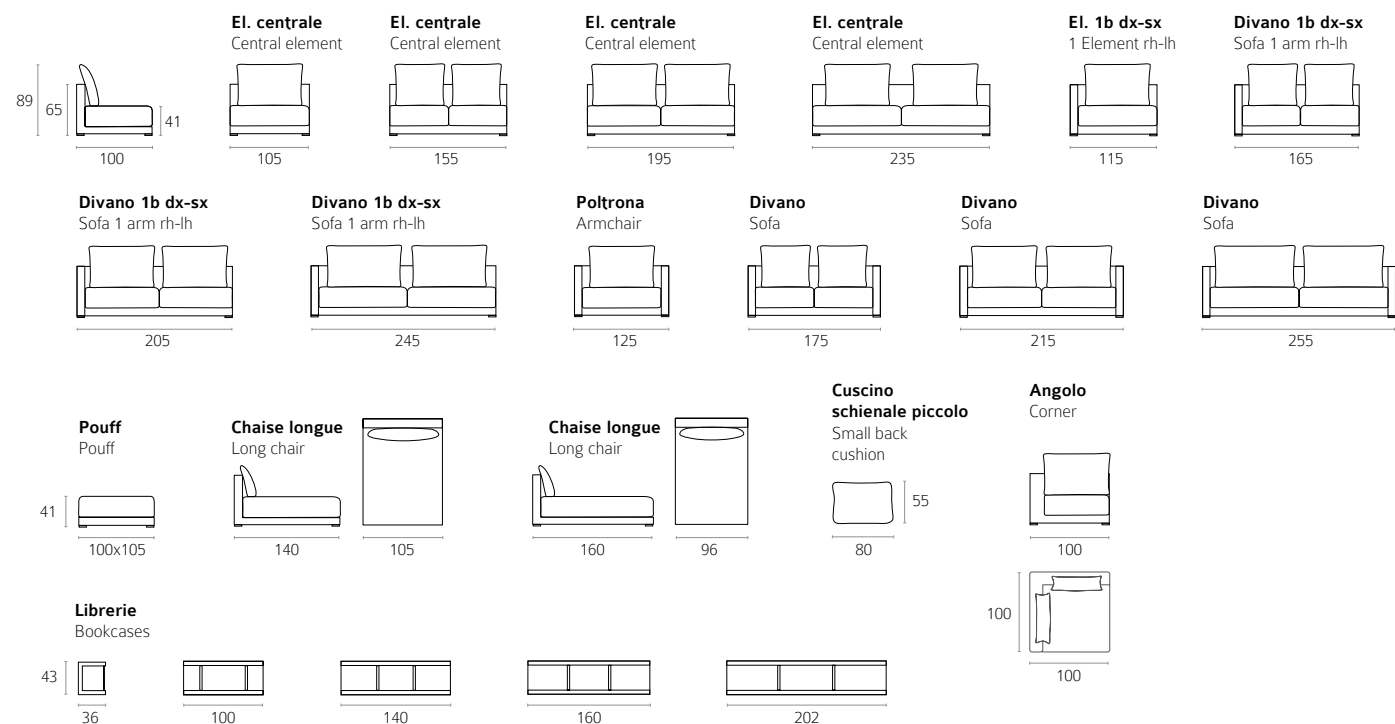 El. centrale
Central element
El. centrale
Central element
El. centrale
Central element
El. centrale
Central element
El. 1b dx-sx
1 Element rh-lh
Divano 1b dx-sx
Sofa 1 arm rh-lh
89
65
41
100
105
155
195
235
115
165
Divano 1b dx-sx
Sofa 1 arm rh-lh
Divano 1b dx-sx
Sofa 1 arm rh-lh
Poltrona
Armchair
Divano
Sofa
Divano
Sofa
Divano
Sofa
205
245
125
175
215
255
Pouff
Pouff
41
100x105
Chaise longue
Long chair
140
105
Chaise longue
Long chair
160
96
Cuscino
schienale piccolo
Small back
cushion
55
80
Angolo
Corner
100
100
100
Librerie
Bookcases
43
36
100
140
160
202